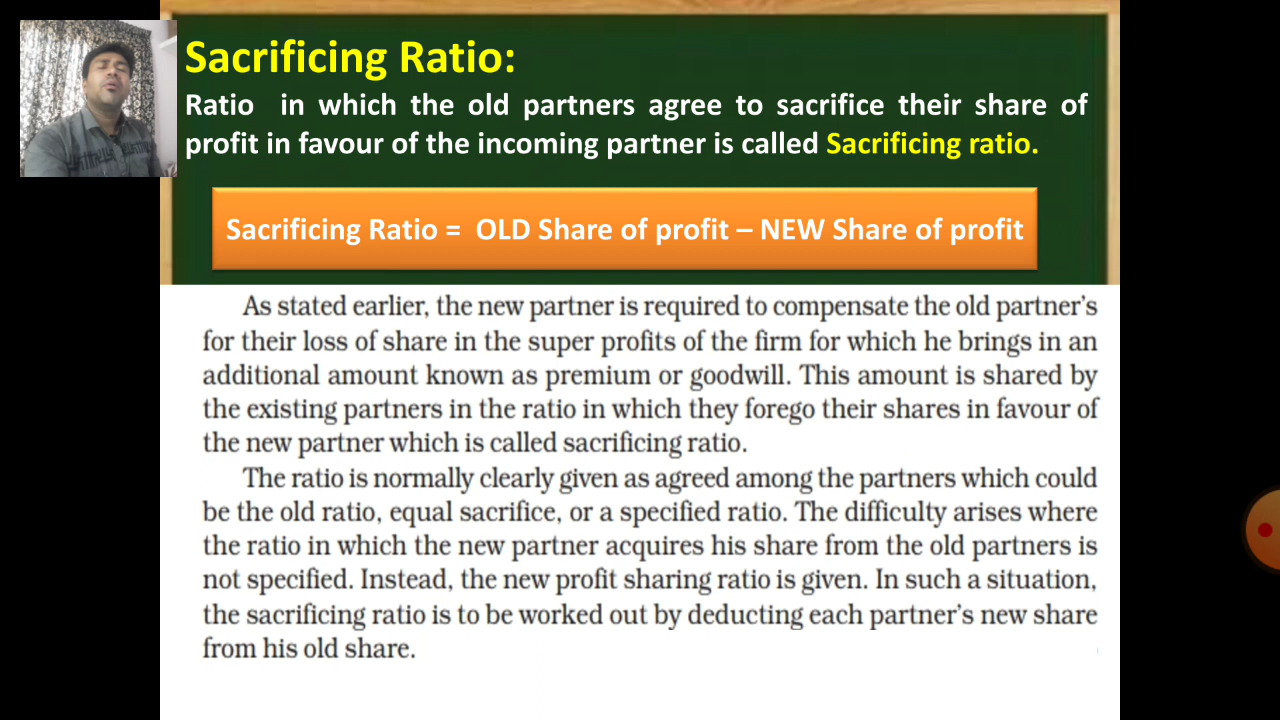 Sacrificing Ratio:
Ratio in which the old partners agree to sacrifice their share of
profit in favour of the incoming partner is called Sacrificing ratio.
Sacrificing Ratio = OLD Share of profit – NEW Share of profit
As stated earlier, the new partner is required to compensate the old partner's
for their loss of share in the super profits of the firm for which he brings in an
additional amount known as premium or goodwill. This amount is shared by
the existing partners in the ratio in which they forego their shares in favour of
the new partner which is called sacrificing ratio.
The ratio is normally clearly given as agreed among the partners which could
be the old ratio, equal sacrifice, or a specified ratio. The difficulty arises where
the ratio in which the new partner acquires his share from the old partners is
not specified. Instead, the new profit sharing ratio is given. In such a situation,
the sacrificing ratio is to be worked out by deducting each partner's new share
from his old share.